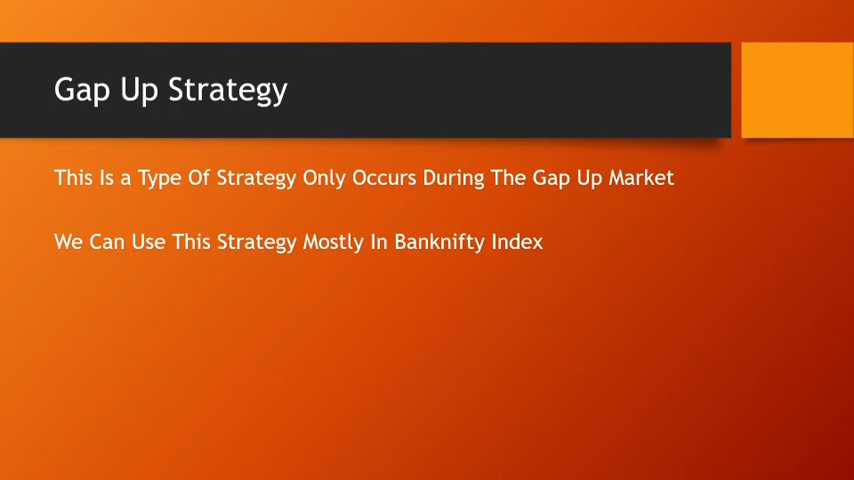 Gap Up Strategy
This Is a Type Of Strategy Only Occurs During The Gap Up Market
We Can Use This Strategy Mostly In Banknifty Index